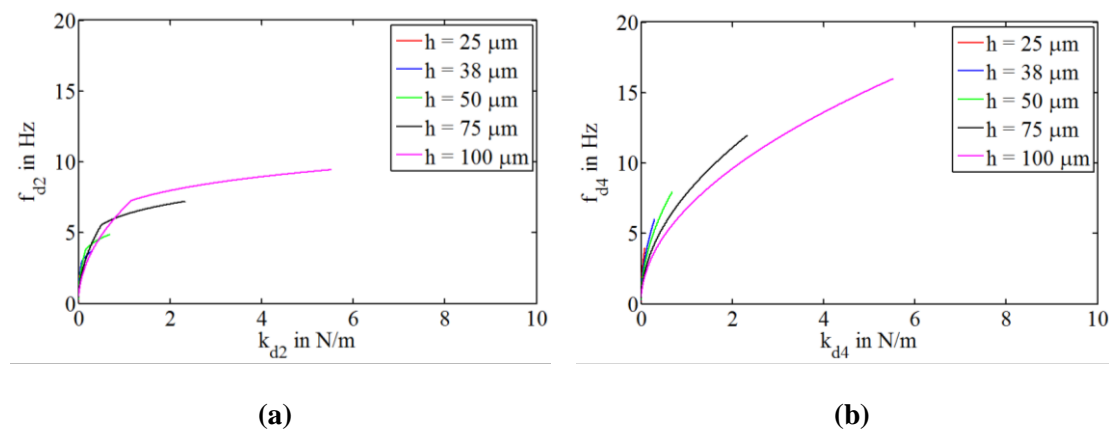 20
15
10
5
0
f_d2 in Hz
0 2 4 6 8 10
k_d2 in N/m
h = 25 μm
h = 38 μm
h = 50 μm
h = 75 μm
h = 100 μm
(a)
20
15
10
5
0
f_d4 in Hz
0 2 4 6 8 10
k_d4 in N/m
h = 25 μm
h = 38 μm
h = 50 μm
h = 75 μm
h = 100 μm
(b)